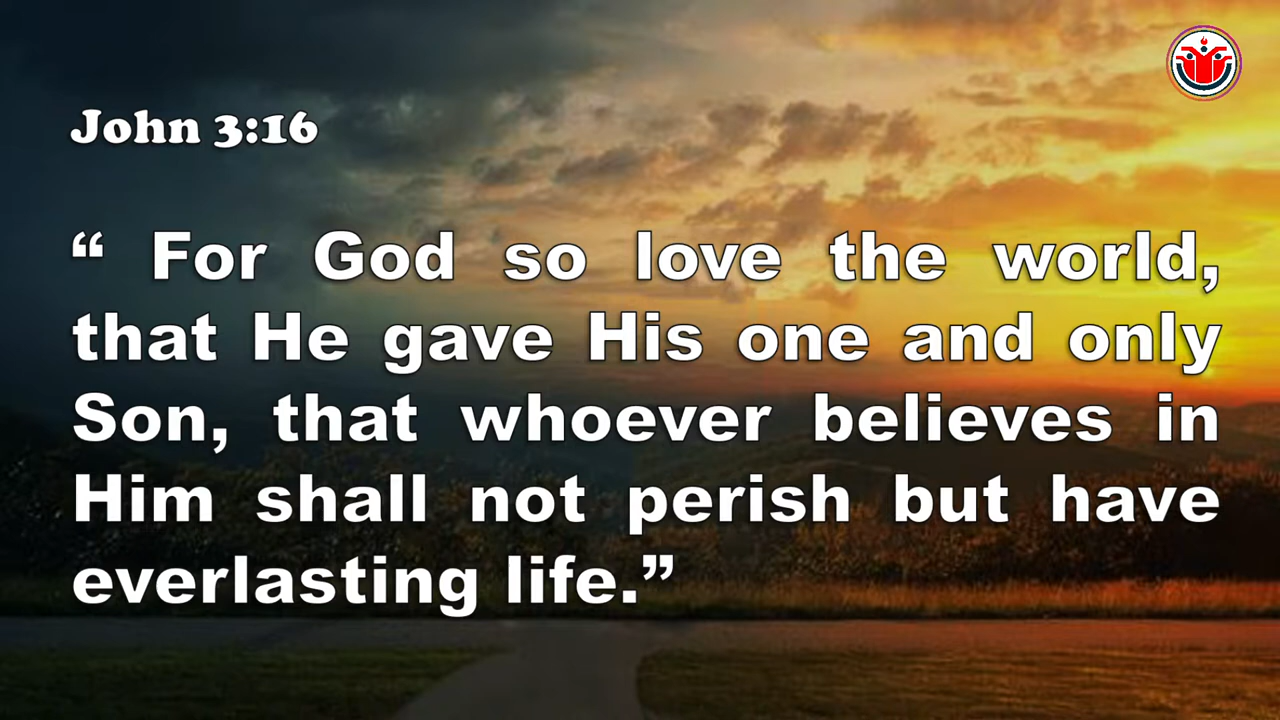 John 3:16
“ For God so love the world,
that He gave His one and only
Son, that whoever believes in
Him shall not perish but have
everlasting life.”